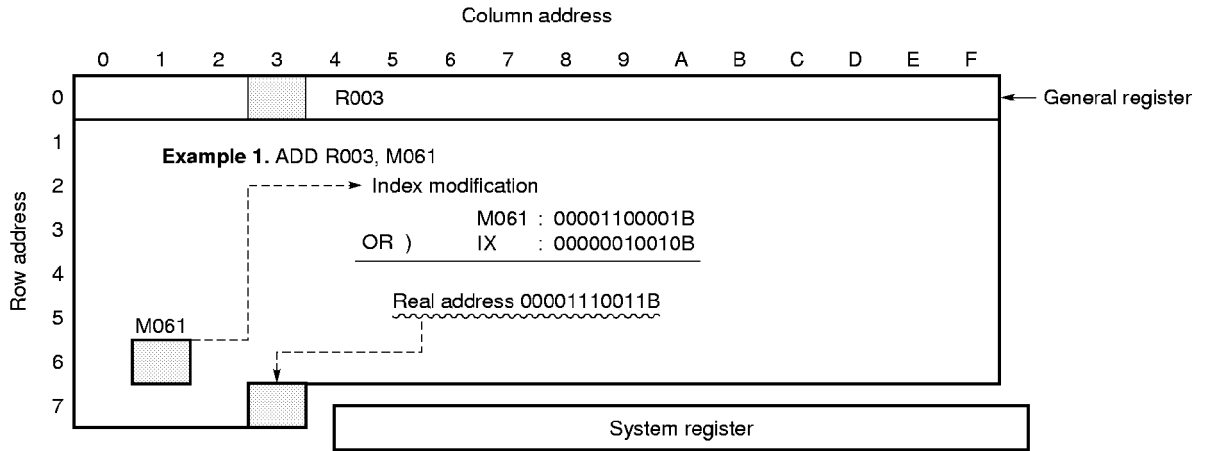 Column address
0 1 2 3 4 5 6 7 8 9 A B C D E F
0 R003 General register
1
Example 1. ADD R003, M061
2 Index modification
3 M061 : 00001100001B
OR ) IX : 00000010010B
4
Real address 00001110011B
5 M061
6
7 System register
Row address